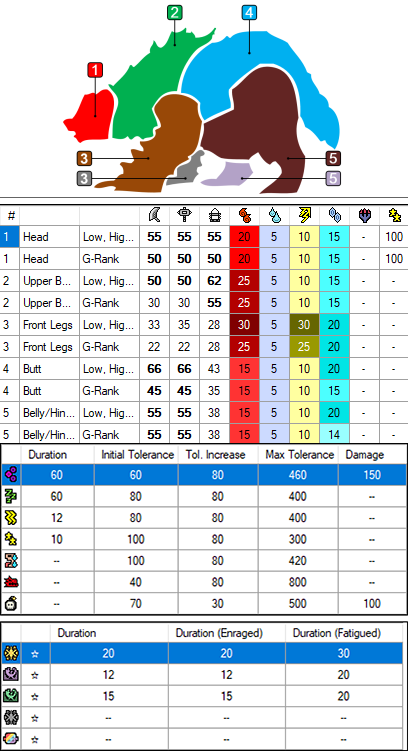 2
4
1
3
3
5
5
#
1 Head Low, Hig... 55 55 55 20 5 10 15 - 100
1 Head G-Rank 50 50 50 20 5 10 15 - 100
2 Upper B... Low, Hig... 50 50 62 25 5 10 15 - -
2 Upper B... G-Rank 30 30 55 25 5 10 15 - -
3 Front Legs Low, Hig... 33 35 28 30 5 30 20 - -
3 Front Legs G-Rank 22 22 28 25 5 25 20 - -
4 Butt Low, Hig... 66 66 43 15 5 10 20 - -
4 Butt G-Rank 45 45 35 15 5 10 15 - -
5 Belly/Hin... Low, Hig... 55 55 38 15 5 10 20 - -
5 Belly/Hin... G-Rank 55 55 38 15 5 10 14 - -
Duration Initial Tolerance Tol. Increase Max Tolerance Damage
60 60 80 460 150
60 80 80 400 --
12 80 80 400 --
10 100 80 300 --
-- 100 80 420 --
-- 40 80 800 --
-- 70 30 500 100
Duration Duration (Enraged) Duration (Fatigued)
☆ 20 20 30
☆ 12 12 20
☆ 15 15 20
☆ -- -- --
☆ -- -- --